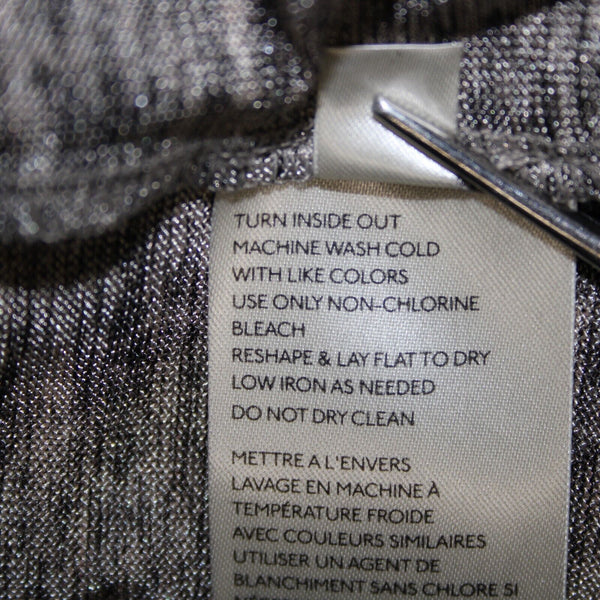 TURN INSIDE OUT
MACHINE WASH COLD
WITH LIKE COLORS
USE ONLY NON-CHLORINE
BLEACH
RESHAPE & LAY FLAT TO DRY
LOW IRON AS NEEDED
DO NOT DRY CLEAN
METTRE A L'ENVERS
LAVAGE EN MACHINE À
TEMPÉRATURE FROIDE
AVEC COULEURS SIMILAIRES
UTILISER UN AGENT DE
BLANCHIMENT SANS CHLORE SI